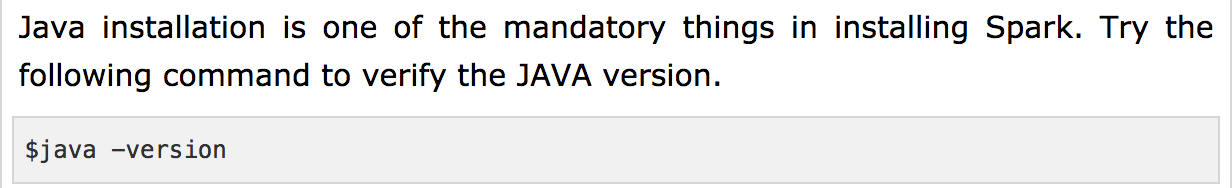 Java installation is one of the mandatory things in installing Spark. Try the
following command to verify the JAVA version.
$java –version